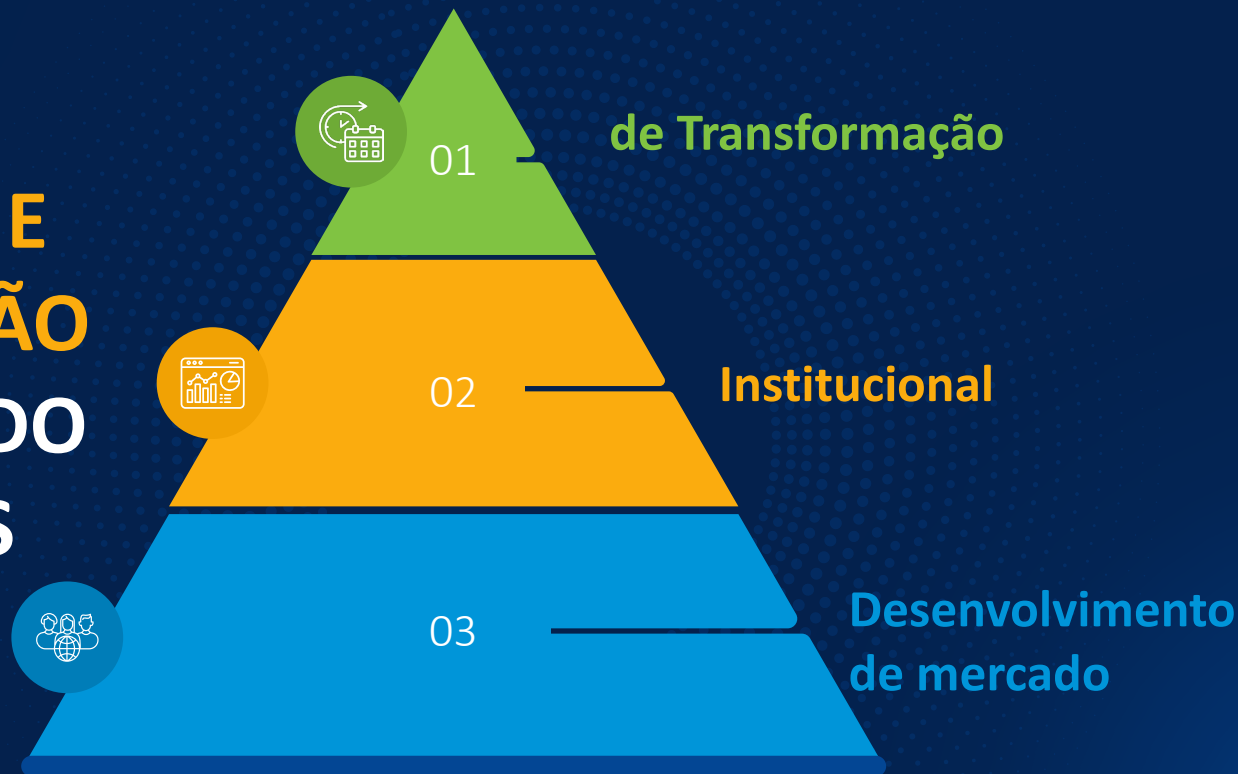 E
ÃO
DO
S
01
de Transformação
02
Institucional
03
Desenvolvimento
de mercado